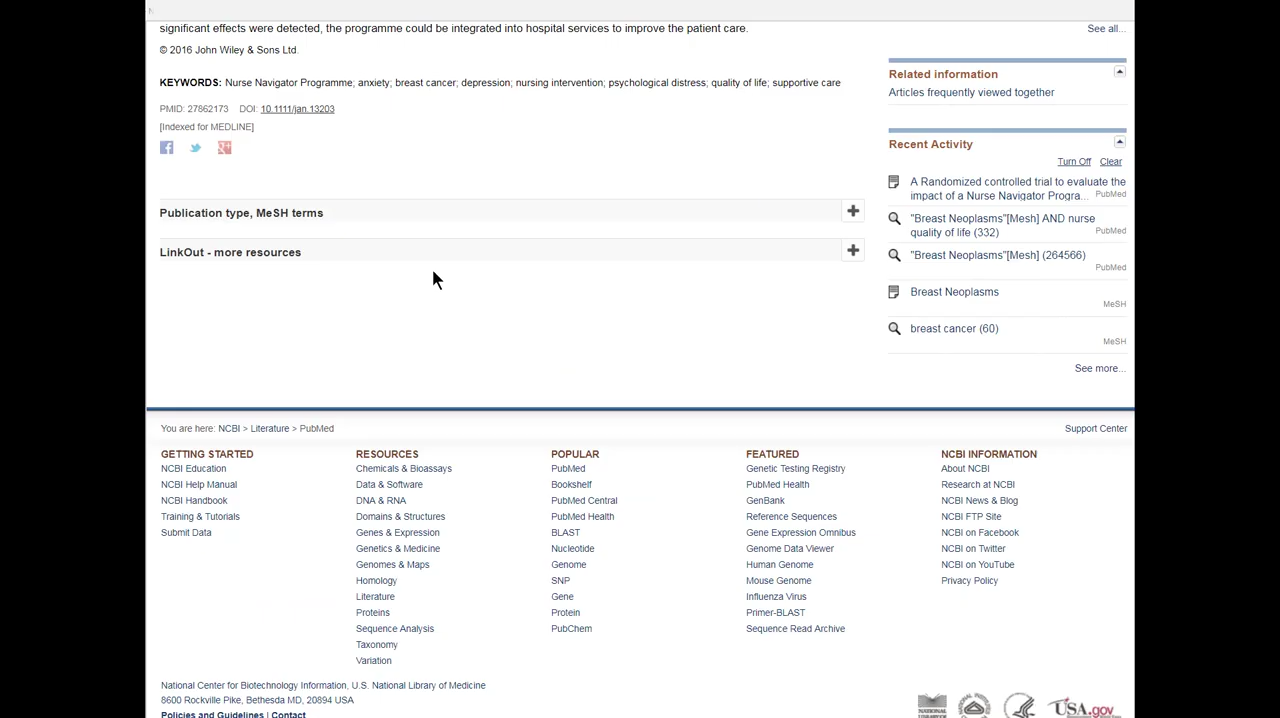 significant effects were detected, the programme could be integrated into hospital services to improve the patient care.
© 2016 John Wiley & Sons Ltd.
KEYWORDS: Nurse Navigator Programme; anxiety; breast cancer; depression; nursing intervention; psychological distress; quality of life; supportive care
PMID: 27862173 DOI: 10.1111/jan.13203
[Indexed for MEDLINE]
Publication type, MeSH terms
LinkOut - more resources
See all...
Related information
Articles frequently viewed together
Recent Activity
Turn Off Clear
A Randomized controlled trial to evaluate the
impact of a Nurse Navigator Progra... PubMed
"Breast Neoplasms"[Mesh] AND nurse
quality of life (332) PubMed
"Breast Neoplasms"[Mesh] (264566)
PubMed
Breast Neoplasms
MeSH
breast cancer (60)
MeSH
See more...
You are here: NCBI > Literature > PubMed
Support Center
GETTING STARTED
NCBI Education
NCBI Help Manual
NCBI Handbook
Training & Tutorials
Submit Data
RESOURCES
Chemicals & Bioassays
Data & Software
DNA & RNA
Domains & Structures
Genes & Expression
Genetics & Medicine
Genomes & Maps
Homology
Literature
Proteins
Sequence Analysis
Taxonomy
Variation
POPULAR
PubMed
Bookshelf
PubMed Central
PubMed Health
BLAST
Nucleotide
Genome
SNP
Gene
Protein
PubChem
FEATURED
Genetic Testing Registry
PubMed Health
GenBank
Reference Sequences
Gene Expression Omnibus
Genome Data Viewer
Human Genome
Mouse Genome
Influenza Virus
Primer-BLAST
Sequence Read Archive
NCBI INFORMATION
About NCBI
Research at NCBI
NCBI News & Blog
NCBI FTP Site
NCBI on Facebook
NCBI on Twitter
NCBI on YouTube
Privacy Policy
National Center for Biotechnology Information, U.S. National Library of Medicine
8600 Rockville Pike, Bethesda MD, 20894 USA
Policies and Guidelines | Contact
USA.gov